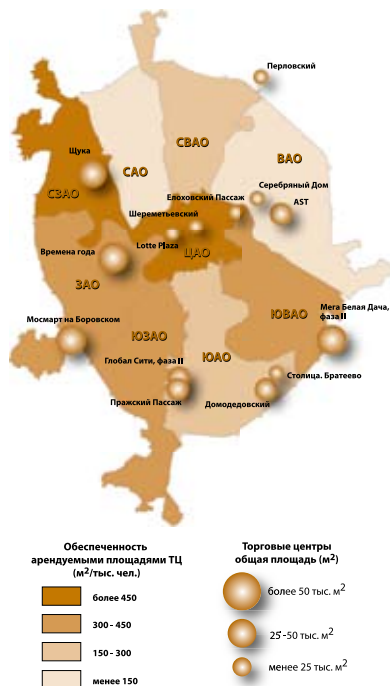 Перловский
СВАО
Щука
САО
ВАО
СЗАО
Серебряный Дом
Елоховский Пассаж
AST
Шереметьевский
Lotte Plaza
Времена года
ЦАО
ЗАО
ЮВАО
Мега Белая Дача,
фаза II
Мосмарт на Боровском
ЮЗАО
Глобал Сити, фаза II
ЮАО
Столица. Братеево
Пражский Пассаж
Домодедовский
Обеспеченность
арендуемыми площадями ТЦ
(м²/тыс. чел.)
более 450
300 - 450
150 - 300
менее 150
Торговые центры
общая площадь (м²)
более 50 тыс. м²
25-50 тыс. м²
менее 25 тыс. м²